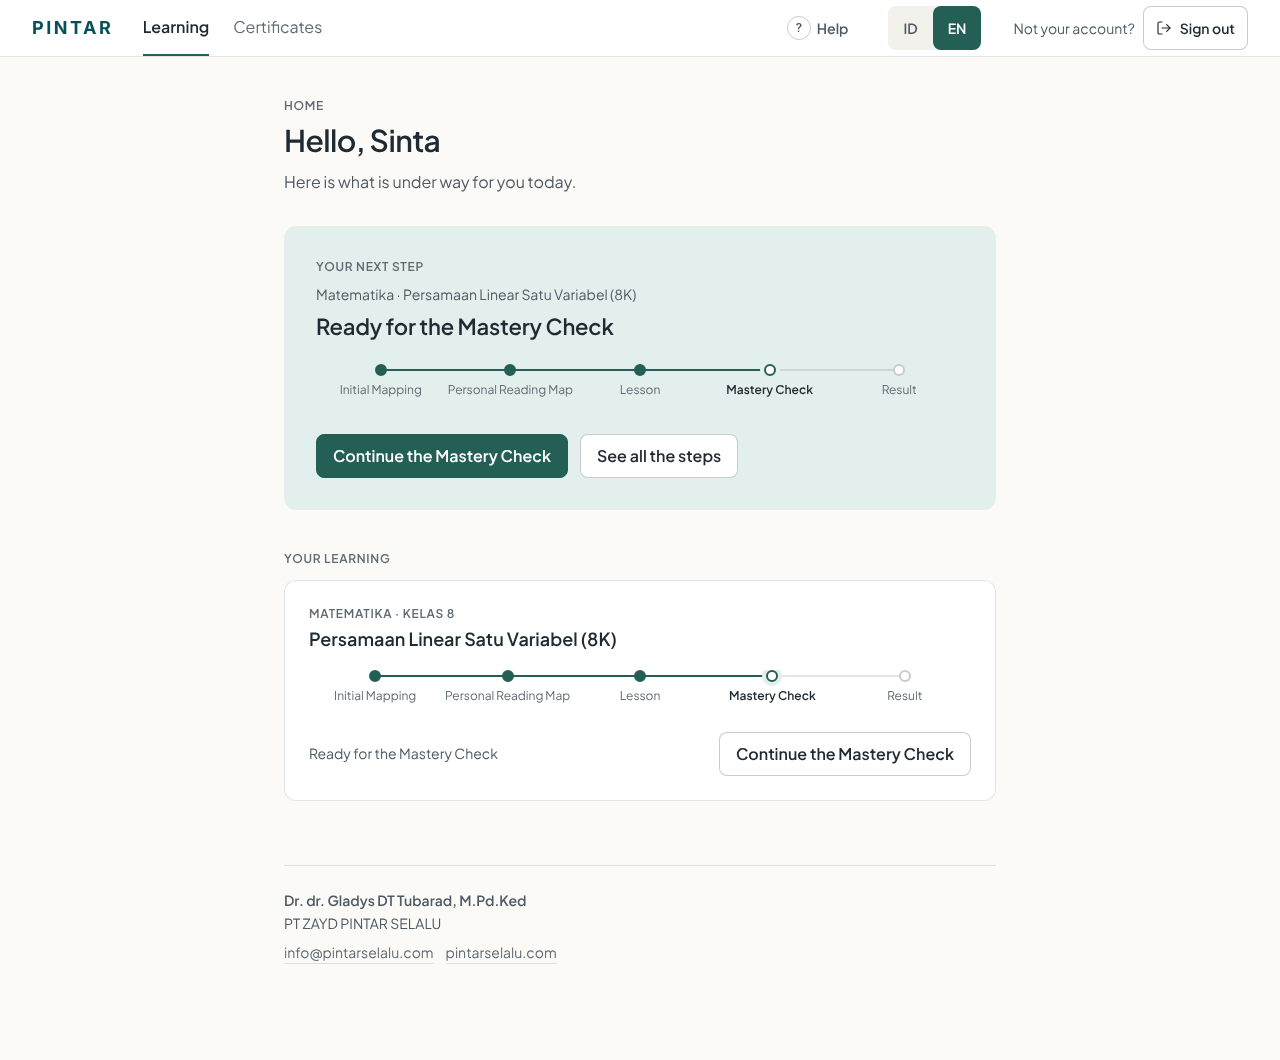 PINTAR Learning Certificates ? Help ID EN Not your account? Sign out
HOME
Hello, Sinta
Here is what is under way for you today.
YOUR NEXT STEP
Matematika · Persamaan Linear Satu Variabel (8K)
Ready for the Mastery Check
Initial Mapping Personal Reading Map Lesson Mastery Check Result
Continue the Mastery Check See all the steps
YOUR LEARNING
MATEMATIKA · KELAS 8
Persamaan Linear Satu Variabel (8K)
Initial Mapping Personal Reading Map Lesson Mastery Check Result
Ready for the Mastery Check Continue the Mastery Check
Dr. dr. Gladys DT Tubarad, M.Pd.Ked
PT ZAYD PINTAR SELALU
info@pintarselalu.com pintarselalu.com